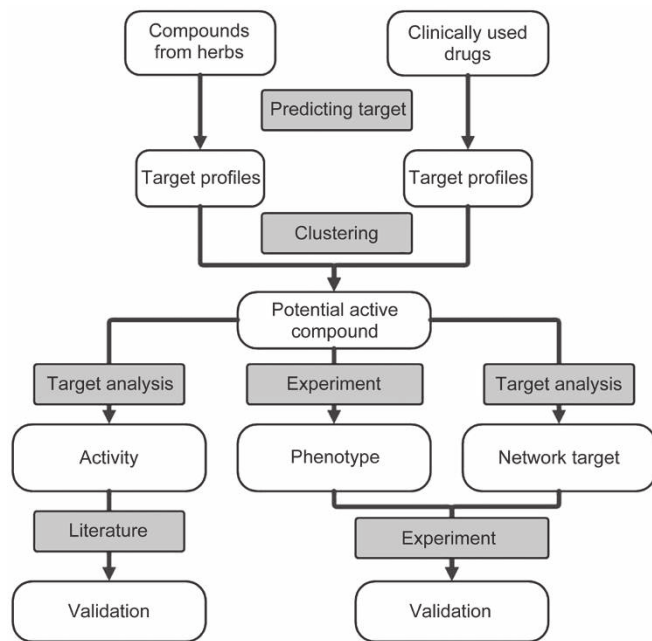 Compounds
from herbs
Clinically used
drugs
Predicting target
Target profiles
Target profiles
Clustering
Potential active
compound
Target analysis
Experiment
Target analysis
Activity
Phenotype
Network target
Literature
Experiment
Validation
Validation